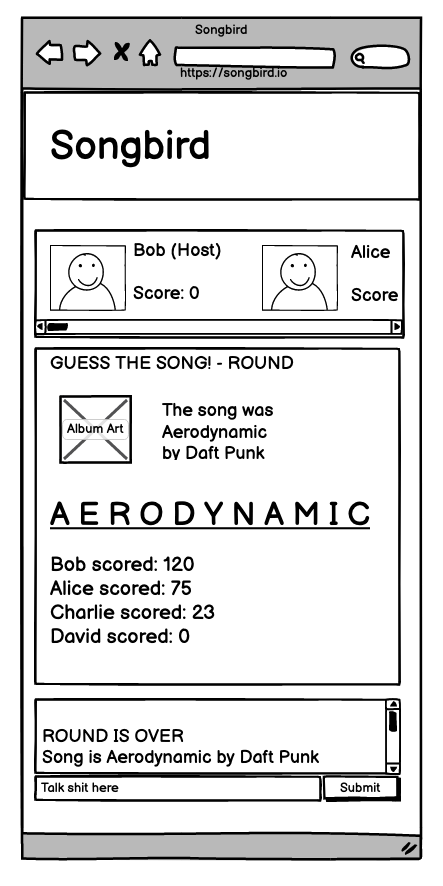 Songbird
https://songbird.io
Songbird
Bob (Host)
Score: 0
Alice
Score
GUESS THE SONG! - ROUND
Album Art
The song was
Aerodynamic
by Daft Punk
A E R O D Y N A M I C
Bob scored: 120
Alice scored: 75
Charlie scored: 23
David scored: 0
ROUND IS OVER
Song is Aerodynamic by Daft Punk
Talk shit here
Submit